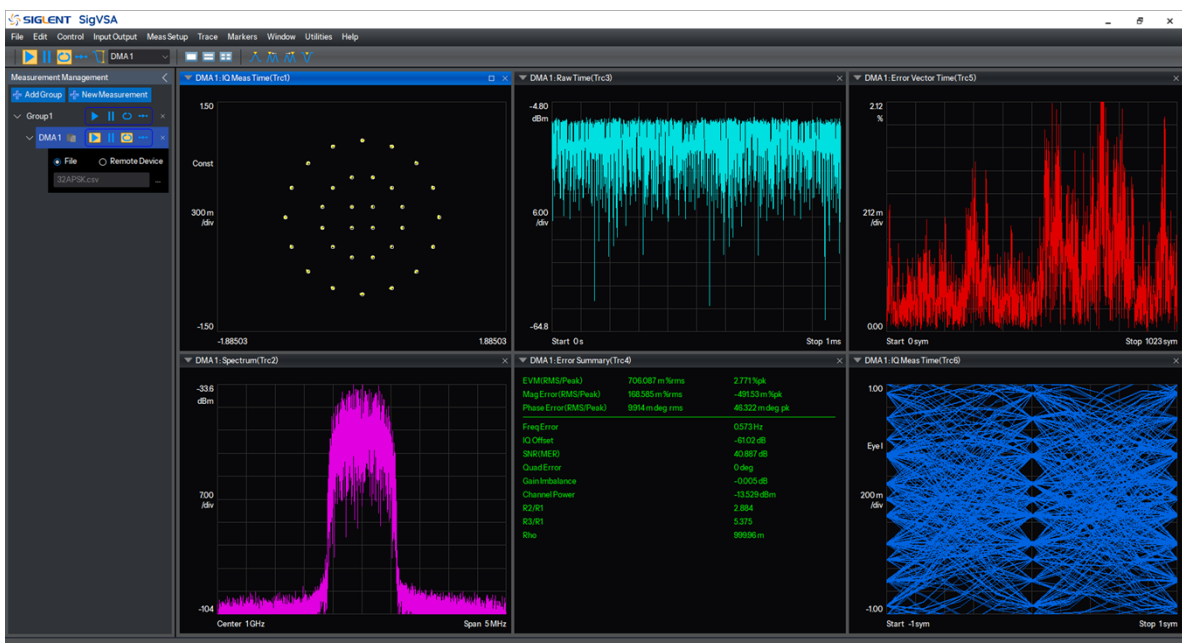 SIGLENT SigVSA
File Edit Control Input Output Meas Setup Trace Markers Window Utilities Help
DMA 1
Measurement Management
Add Group New Measurement
Group1
DMA1
File Remote Device
32APSK.csv ...
DMA 1: IQ Meas Time(Trc1)
1.50
Const
300 m
/div
-1.50
-1.88503 1.88503
DMA 1: Raw Time(Trc3)
-4.80
dBm
6.00
/div
-64.8
Start 0 s Stop 1 ms
DMA 1: Error Vector Time(Trc5)
2.12
%
212 m
/div
0.00
Start 0 sym Stop 1023 sym
DMA 1: Spectrum(Trc2)
-33.6
dBm
7.00
/div
-104
Center 1 GHz Span 5 MHz
DMA 1: Error Summary(Trc4)
EVM(RMS/Peak) 706.087 m %rms 2.771 %pk
Mag Error(RMS/Peak) 168.585 m %rms -491.53 m %pk
Phase Error(RMS/Peak) 9.914 m deg rms 46.322 m deg pk
Freq Error 0.573 Hz
IQ Offset -61.02 dB
SNR(MER) 40.887 dB
Quad Error 0 deg
Gain Imbalance -0.005 dB
Channel Power -13.529 dBm
R2/R1 2.884
R3/R1 5.375
Rho 999.96 m
DMA 1: IQ Meas Time(Trc6)
1.00
Eye I
200 m
/div
-1.00
Start -1 sym Stop 1 sym